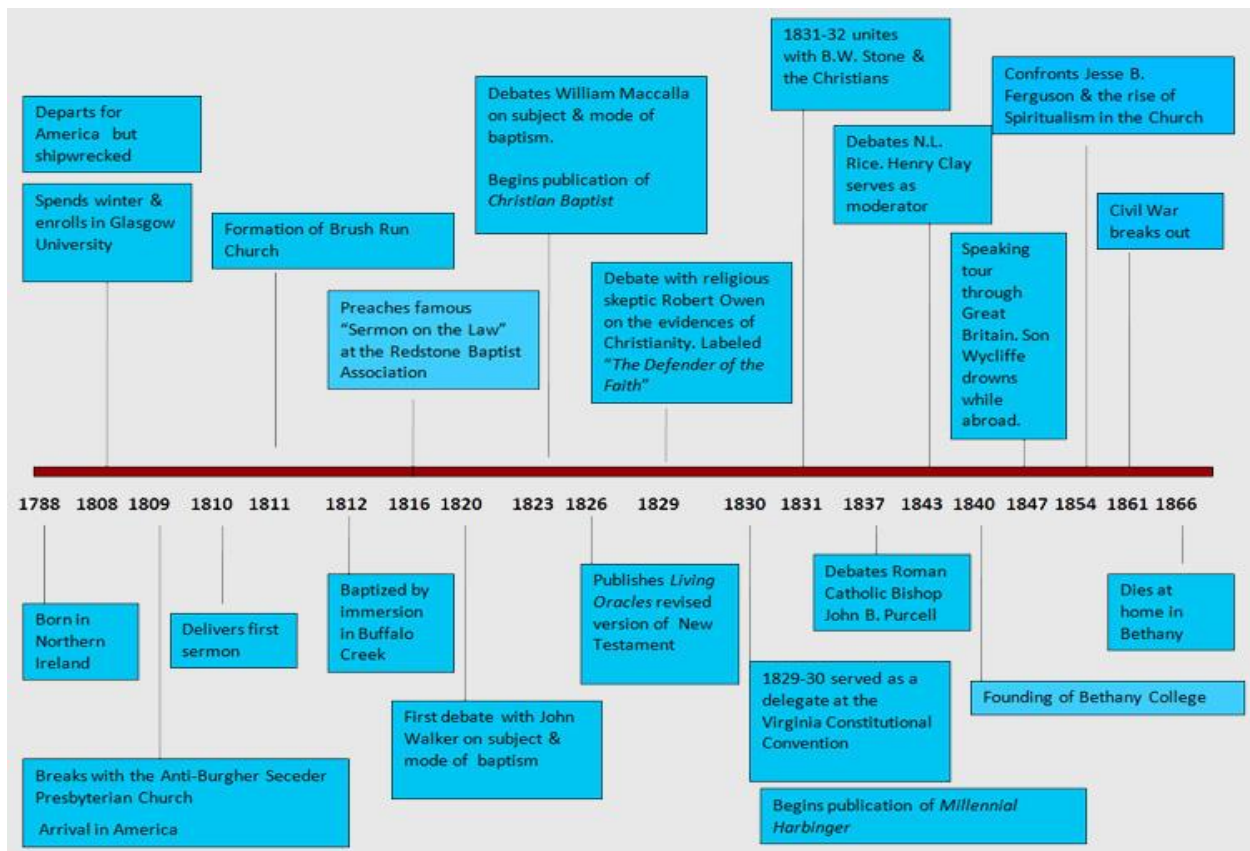 Departs for
America but
shipwrecked
Spends winter &
enrolls in Glasgow
University
Formation of Brush Run
Church
Preaches famous
“Sermon on the Law”
at the Redstone Baptist
Association
Debates William Maccalla
on subject & mode of
baptism.
Begins publication of
Christian Baptist
Debate with religious
skeptic Robert Owen
on the evidences of
Christianity. Labeled
“The Defender of the
Faith”
1831-32 unites
with B.W. Stone &
the Christians
Debates N.L.
Rice. Henry Clay
serves as
moderator
Speaking
tour
through
Great
Britain. Son
Wycliffe
drowns
while
abroad.
Confronts Jesse B.
Ferguson & the rise of
Spiritualism in the Church
Civil War
breaks out
1788 1808 1809 1810 1811 1812 1816 1820 1823 1826 1829 1830 1831 1837 1843 1840 1847 1854 1861 1866
Born in
Northern
Ireland
Breaks with the Anti-Burgher Seceder
Presbyterian Church
Arrival in America
Delivers first
sermon
Baptized by
immersion
in Buffalo
Creek
First debate with John
Walker on subject &
mode of baptism
Publishes Living
Oracles revised
version of New
Testament
1829-30 served as a
delegate at the
Virginia Constitutional
Convention
Begins publication of Millennial
Harbinger
Debates Roman
Catholic Bishop
John B. Purcell
Founding of Bethany College
Dies at
home in
Bethany